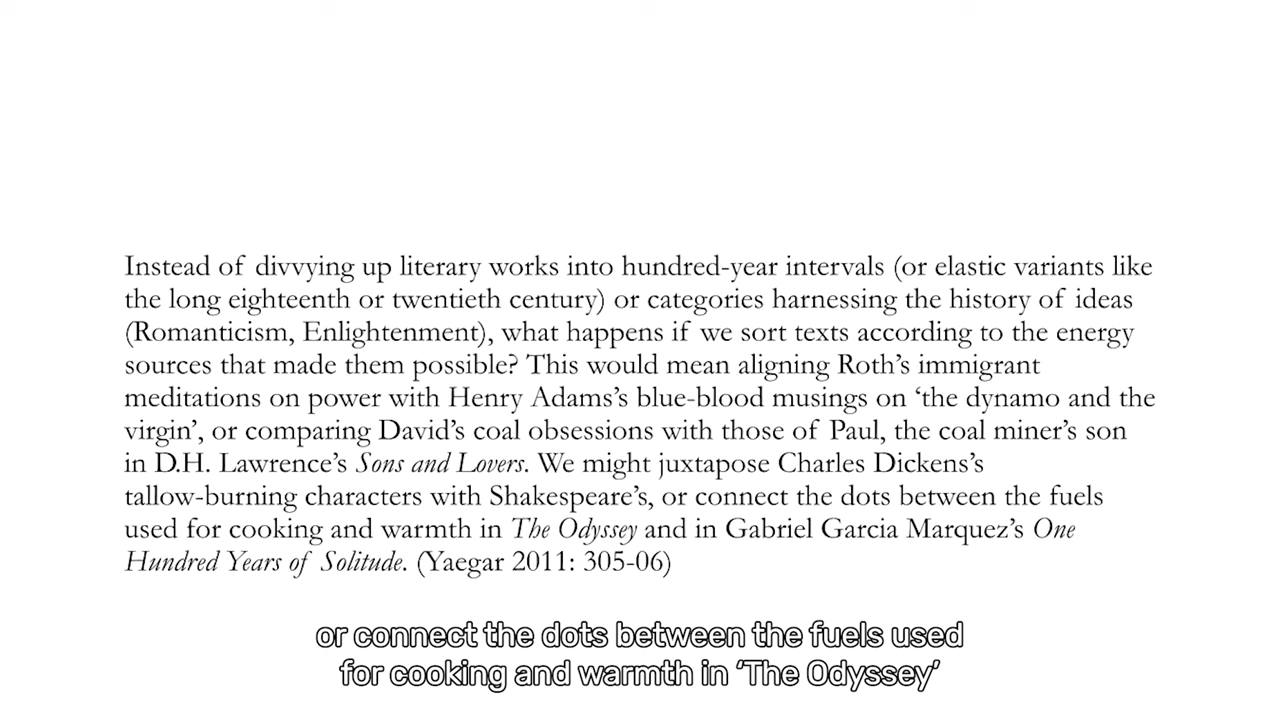 Instead of divvying up literary works into hundred-year intervals (or elastic variants like
the long eighteenth or twentieth century) or categories harnessing the history of ideas
(Romanticism, Enlightenment), what happens if we sort texts according to the energy
sources that made them possible? This would mean aligning Roth’s immigrant
meditations on power with Henry Adams’s blue-blood musings on ‘the dynamo and the
virgin’, or comparing David’s coal obsessions with those of Paul, the coal miner’s son
in D.H. Lawrence’s Sons and Lovers. We might juxtapose Charles Dickens’s
tallow-burning characters with Shakespeare’s, or connect the dots between the fuels
used for cooking and warmth in The Odyssey and in Gabriel Garcia Marquez’s One
Hundred Years of Solitude. (Yaegar 2011: 305-06)
or connect the dots between the fuels used
for cooking and warmth in ‘The Odyssey’